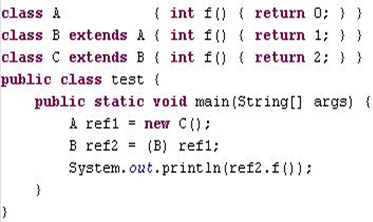 class A { int f() { return 0; } }
class B extends A { int f() { return 1; } }
class C extends B { int f() { return 2; } }
public class test {
public static void main(String[] args) {
A ref1 = new C();
B ref2 = (B) ref1;
System.out.println(ref2.f());
}
}